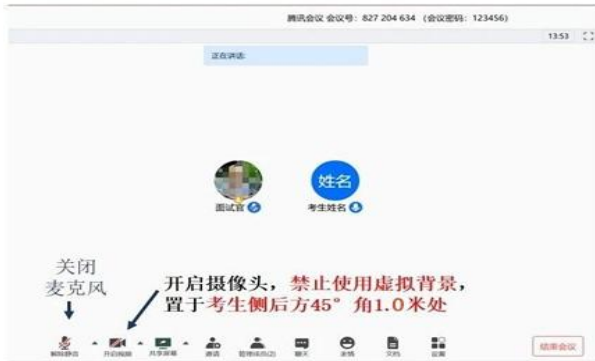 腾讯会议 会议号：827 204 634 （会议密码：123456）
13:53
正在讲话:
姓名
面试官
考生姓名
关闭
麦克风
开启摄像头，禁止使用虚拟背景，
置于考生侧后方45°角1.0米处
解除静音 开启视频 共享屏幕 邀请 管理成员(2) 聊天 表情 文档 设置
结束会议